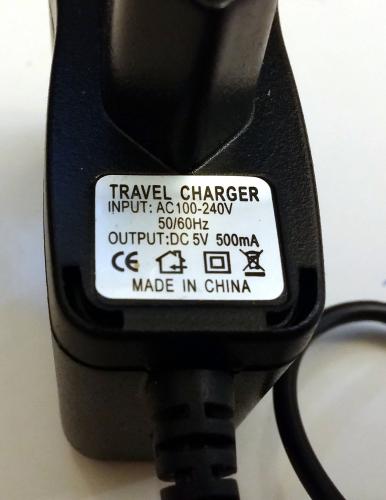 TRAVEL CHARGER
INPUT: AC100-240V
50/60Hz
OUTPUT:DC 5V 500mA
CE
MADE IN CHINA